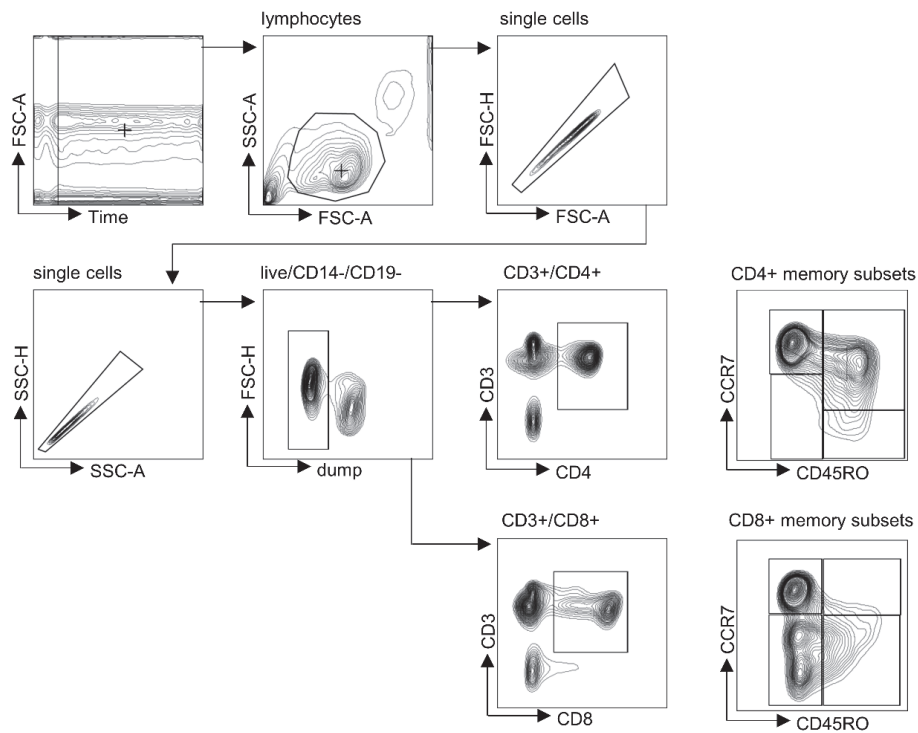 lymphocytes
single cells
FSC-A
Time
SSC-A
FSC-A
FSC-H
FSC-A
single cells
live/CD14-/CD19-
CD3+/CD4+
CD4+ memory subsets
SSC-H
SSC-A
FSC-H
dump
CD3
CD4
CCR7
CD45RO
CD3+/CD8+
CD8+ memory subsets
CD3
CD8
CCR7
CD45RO